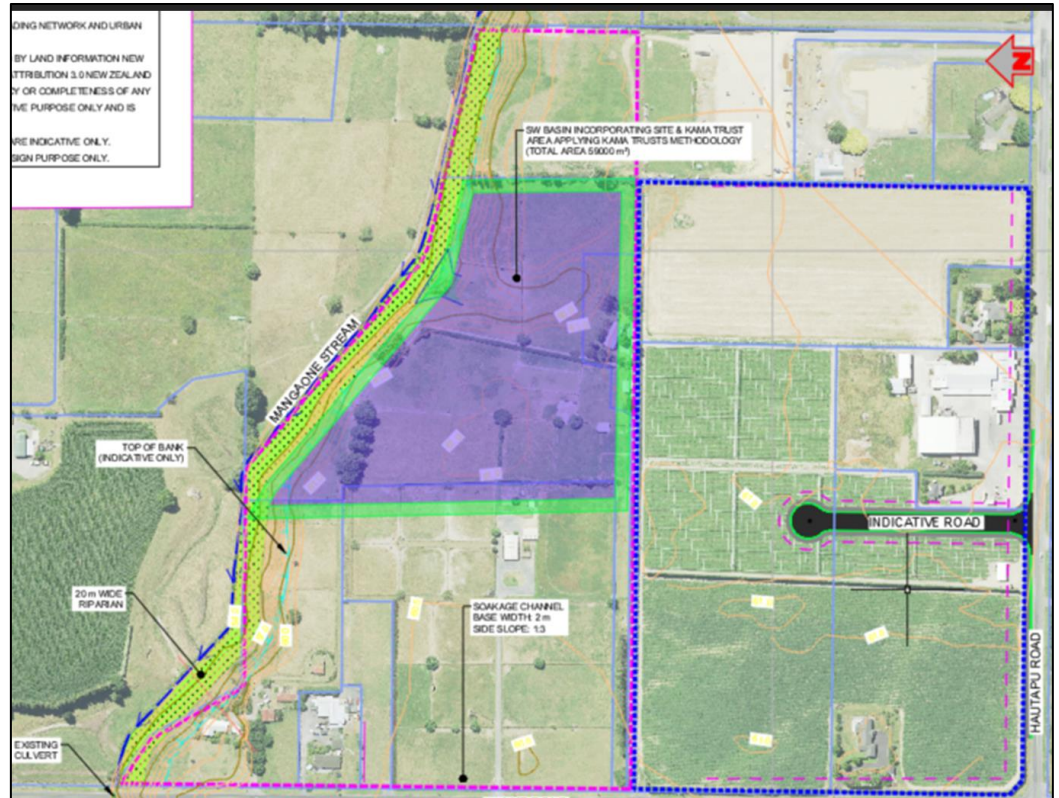 DING NETWORK AND URBAN
BY LAND INFORMATION NEW
ATTRIBUTION 3.0 NEW ZEALAND
OR COMPLETENESS OF ANY
PURPOSE ONLY AND IS
ARE INDICATIVE ONLY.
SIGN PURPOSE ONLY.
N
SW BASIN INCORPORATING SITE & KAMA TRUST
AREA APPLYING KAMA TRUSTS METHODOLOGY
(TOTAL AREA 59000 m²)
MANGAONE STREAM
TOP OF BANK
(INDICATIVE ONLY)
INDICATIVE ROAD
20 m WIDE
RIPARIAN
SOAKAGE CHANNEL
BASE WIDTH: 2 m
SIDE SLOPE: 1:3
HAUTAPU ROAD
EXISTING
CULVERT